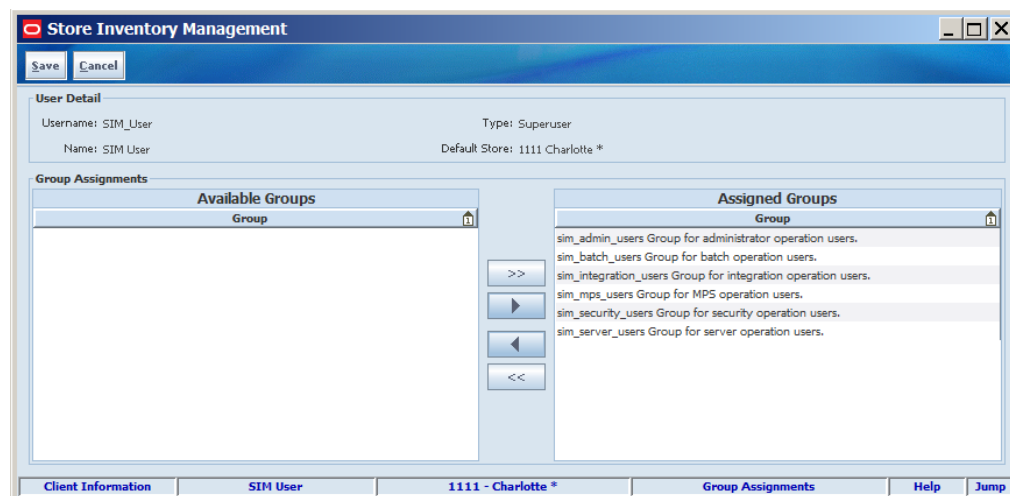 Store Inventory Management
Save Cancel
User Detail
Username: SIM_User Type: Superuser
Name: SIM User Default Store: 1111 Charlotte *
Group Assignments
Available Groups Assigned Groups
Group 1 Group 1
sim_admin_users Group for administrator operation users.
sim_batch_users Group for batch operation users.
>> sim_integration_users Group for integration operation users.
sim_mps_users Group for MPS operation users.
sim_security_users Group for security operation users.
sim_server_users Group for server operation users.
<<
Client Information SIM User 1111 - Charlotte * Group Assignments Help Jump